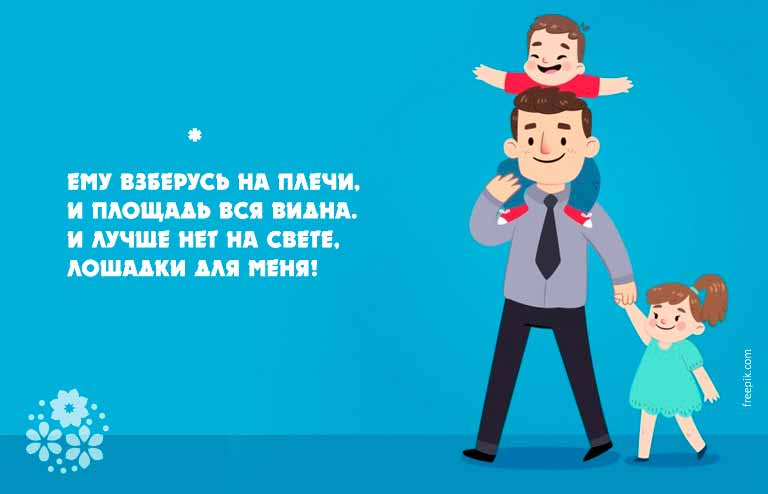 *
ЕМУ ВЗБЕРУСЬ НА ПЛЕЧИ,
И ПЛОЩАДЬ ВСЯ ВИДНА.
И ЛУЧШЕ НЕТ НА СВЕТЕ,
ЛОШАДКИ ДЛЯ МЕНЯ!
freepik.com